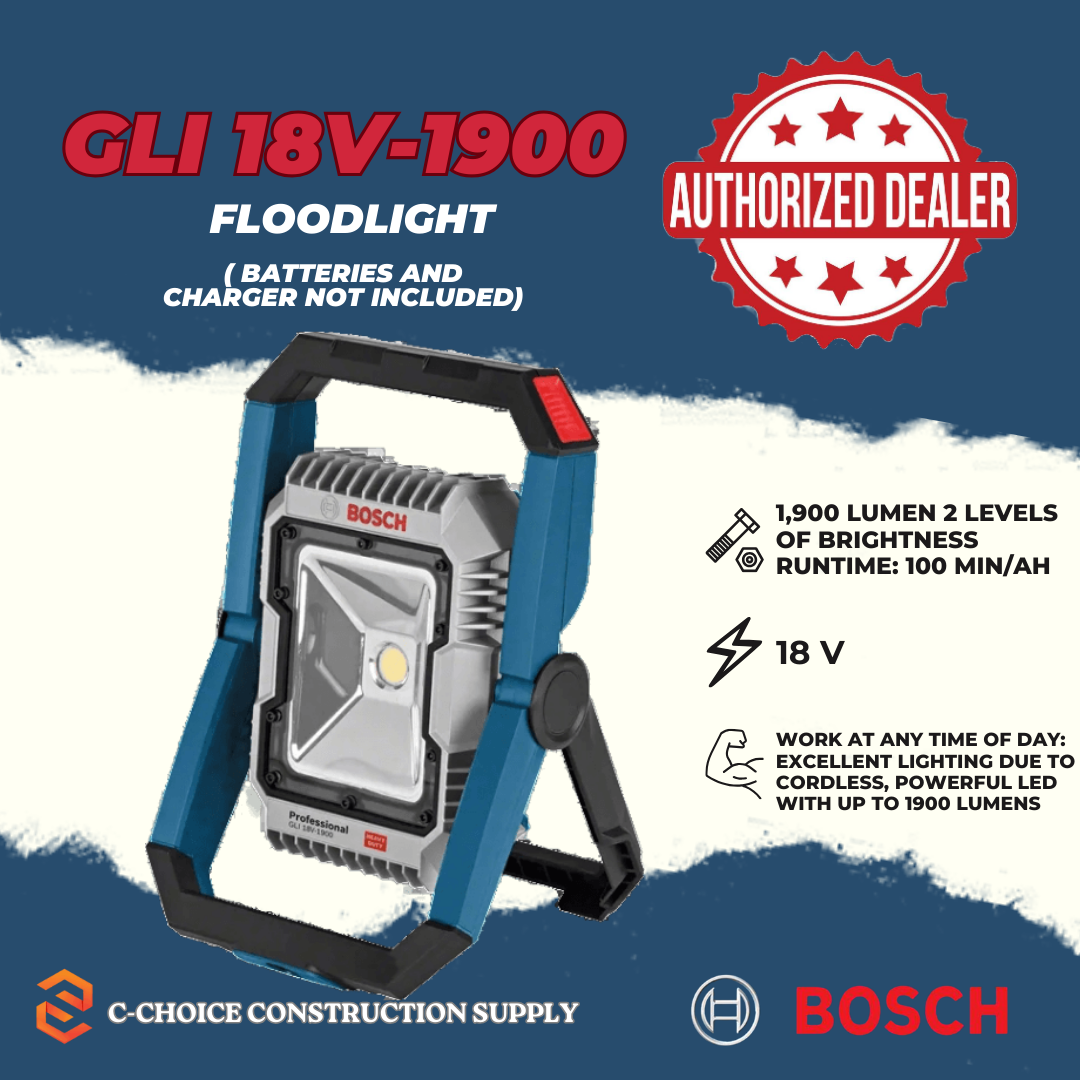 GLI 18V-1900
FLOODLIGHT
( BATTERIES AND
CHARGER NOT INCLUDED)
AUTHORIZED DEALER
BOSCH
1,900 LUMEN 2 LEVELS
OF BRIGHTNESS
RUNTIME: 100 MIN/AH
18 V
WORK AT ANY TIME OF DAY:
EXCELLENT LIGHTING DUE TO
CORDLESS, POWERFUL LED
WITH UP TO 1900 LUMENS
Professional
GLI 18V-1900
HEAVY
DUTY
C-CHOICE CONSTRUCTION SUPPLY
BOSCH